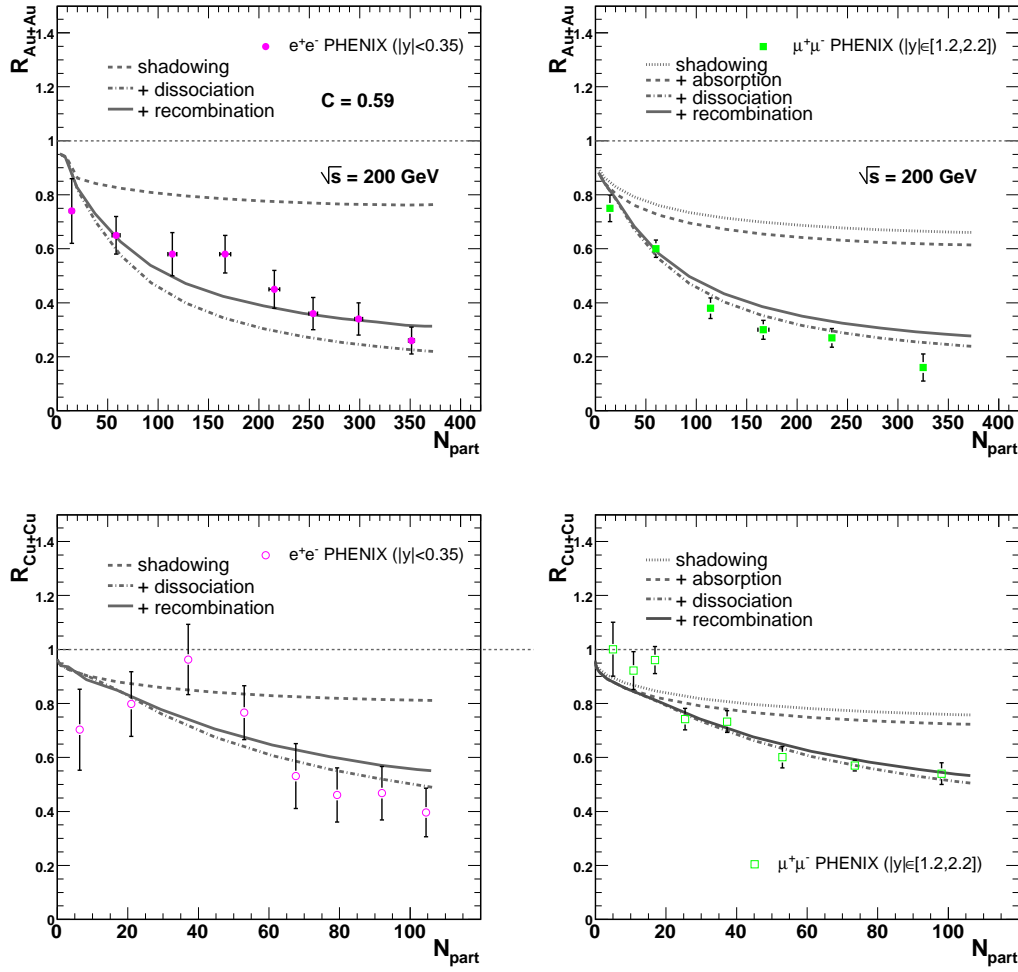 R_Au+Au
e⁺e⁻ PHENIX (|y|<0.35)
shadowing
+ dissociation
+ recombination
C = 0.59
√s = 200 GeV
1.4
1.2
1
0.8
0.6
0.4
0.2
0
0 50 100 150 200 250 300 350 400
N_part
R_Au+Au
μ⁺μ⁻ PHENIX (|y|∈[1.2,2.2])
shadowing
+ absorption
+ dissociation
+ recombination
√s = 200 GeV
1.4
1.2
1
0.8
0.6
0.4
0.2
0
0 50 100 150 200 250 300 350 400
N_part
R_Cu+Cu
e⁺e⁻ PHENIX (|y|<0.35)
shadowing
+ dissociation
+ recombination
1.4
1.2
1
0.8
0.6
0.4
0.2
0
0 20 40 60 80 100
N_part
R_Cu+Cu
shadowing
+ absorption
+ dissociation
+ recombination
μ⁺μ⁻ PHENIX (|y|∈[1.2,2.2])
1.4
1.2
1
0.8
0.6
0.4
0.2
0
0 20 40 60 80 100
N_part